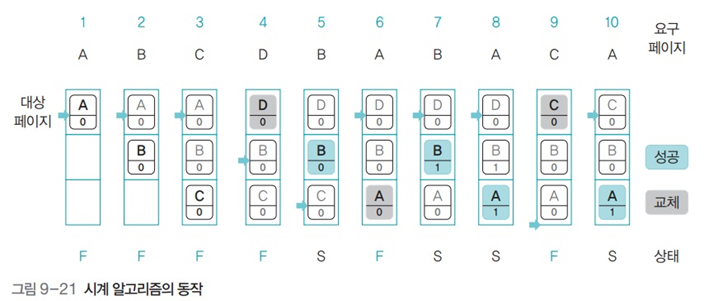 1 2 3 4 5 6 7 8 9 10 요구
페이지
A B C D B A B A C A
대상
페이지
A A A D D D D D C C
0 0 0 0 0 0 0 0 0 0
B B B B B B B B B
0 0 0 0 0 1 1 0 0
성공
C C C A A A A A
0 0 0 0 0 1 0 1
교체
F F F F S F S S F S 상태
그림 9-21 시계 알고리즘의 동작